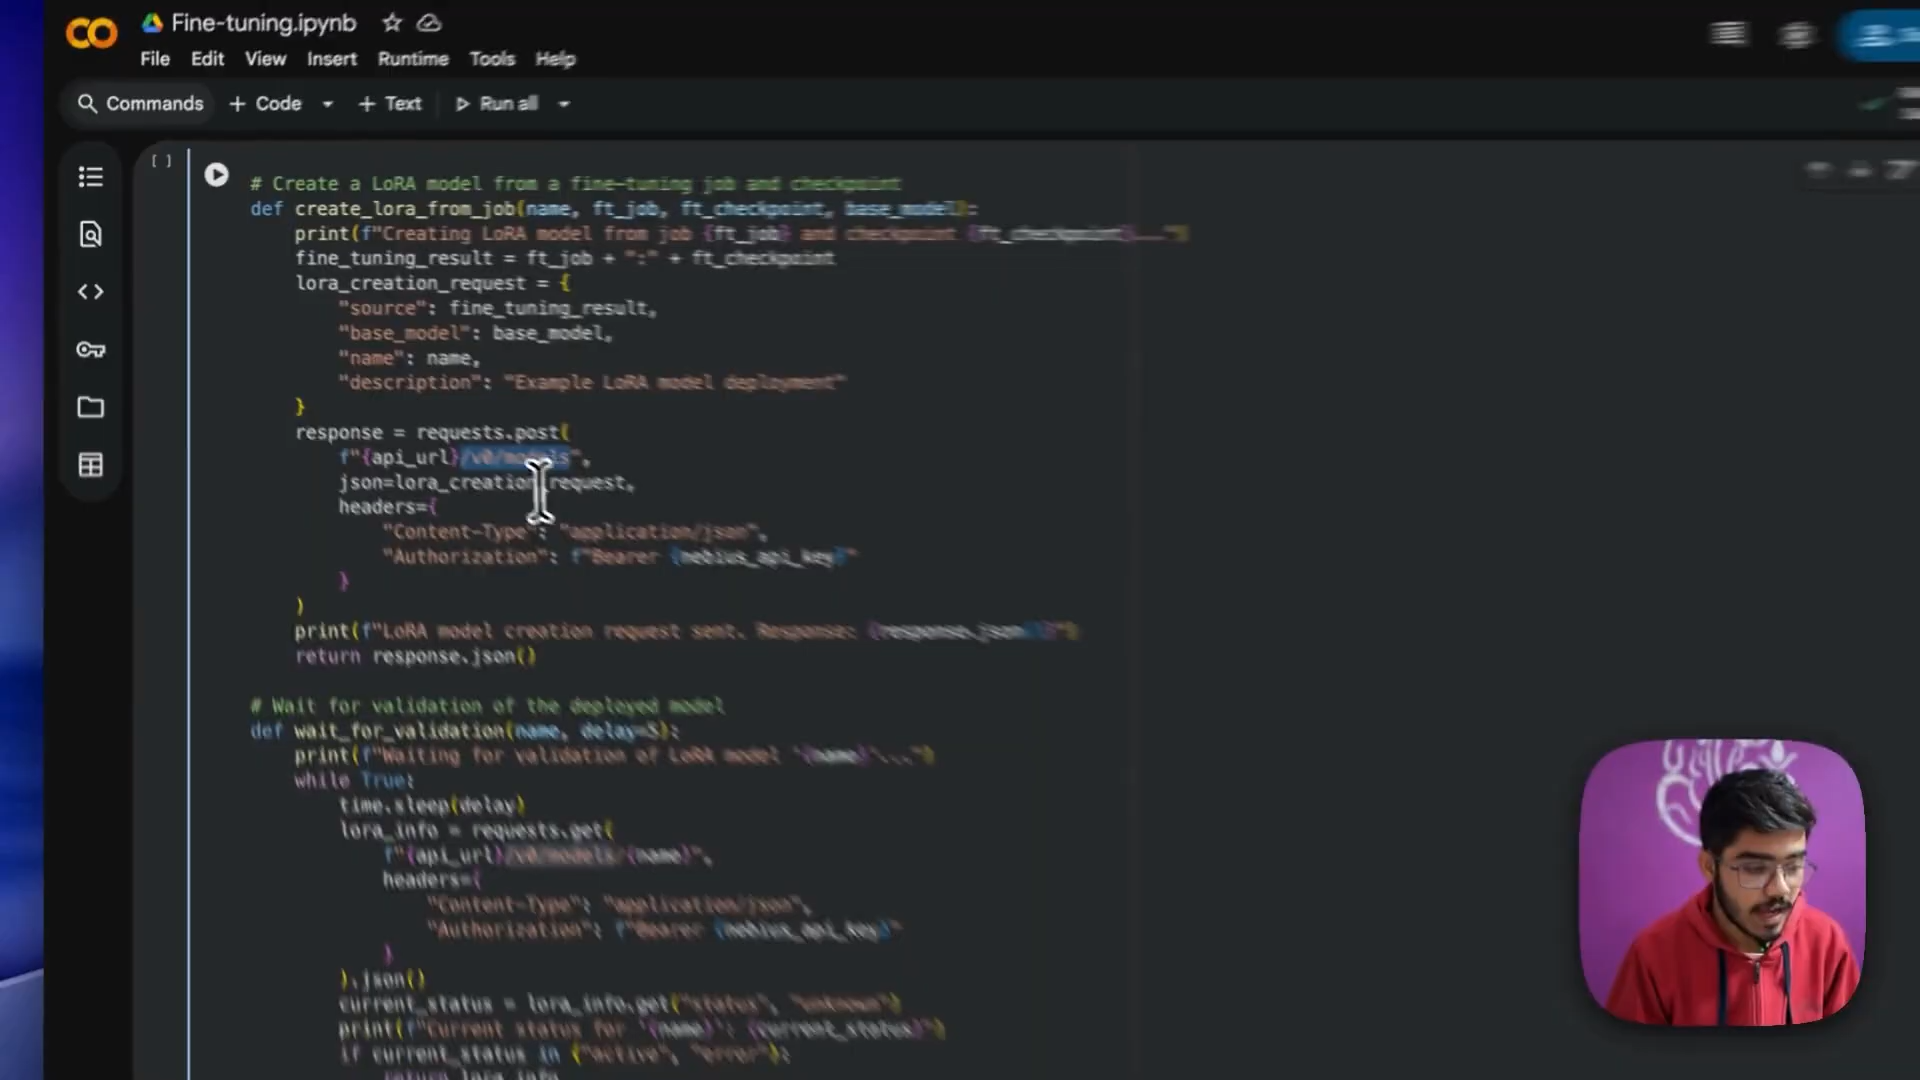 Fine-tuning.ipynb
File Edit View Insert Runtime Tools Help
Commands + Code + Text Run all
[ ]
# Create a LoRA model from a fine-tuning job and checkpoint
def create_lora_from_job(name, ft_job, ft_checkpoint, base_model):
print(f"Creating LoRA model from job {ft_job} and checkpoint {ft_checkpoint}...")
fine_tuning_result = ft_job + ":" + ft_checkpoint
lora_creation_request = {
"source": fine_tuning_result,
"base_model": base_model,
"name": name,
"description": "Example LoRA model deployment"
}
response = requests.post(
f"{api_url}/v0/models",
json=lora_creation_request,
headers={
"Content-Type": "application/json",
"Authorization": f"Bearer {nebius_api_key}"
}
)
print(f"LoRA model creation request sent. Response: {response.json()}")
return response.json()
# Wait for validation of the deployed model
def wait_for_validation(name, delay=5):
print(f"Waiting for validation of LoRA model '{name}'...")
while True:
time.sleep(delay)
lora_info = requests.get(
f"{api_url}/v0/models/{name}",
headers={
"Content-Type": "application/json",
"Authorization": f"Bearer {nebius_api_key}"
}
).json()
current_status = lora_info.get("status", "unknown")
print(f"Current status for '{name}': {current_status}")
if current_status in {"active", "error"}:
return lora_info